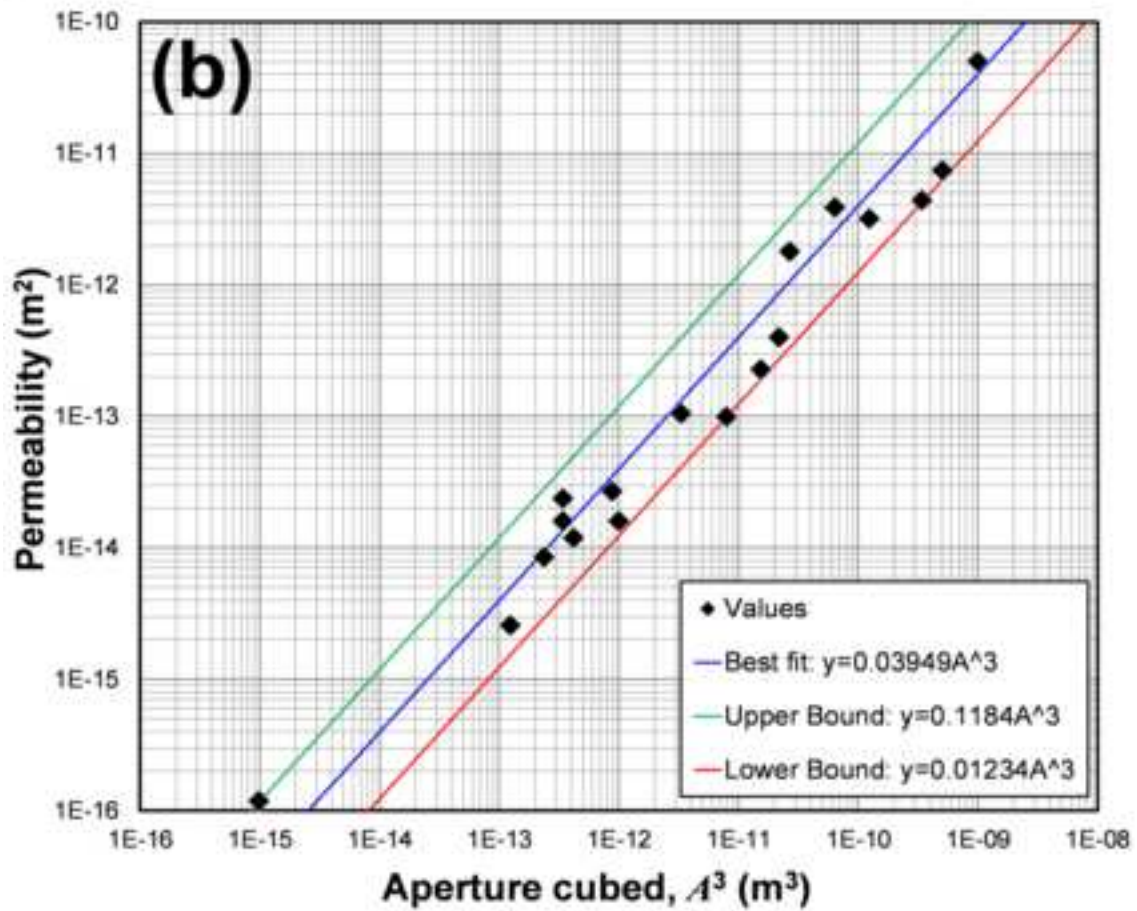 (b)
1E-10
1E-11
1E-12
1E-13
1E-14
1E-15
1E-16
Permeability (m²)
Values
Best fit: y=0.03949A^3
Upper Bound: y=0.1184A^3
Lower Bound: y=0.01234A^3
1E-16 1E-15 1E-14 1E-13 1E-12 1E-11 1E-10 1E-09 1E-08
Aperture cubed, A³ (m³)